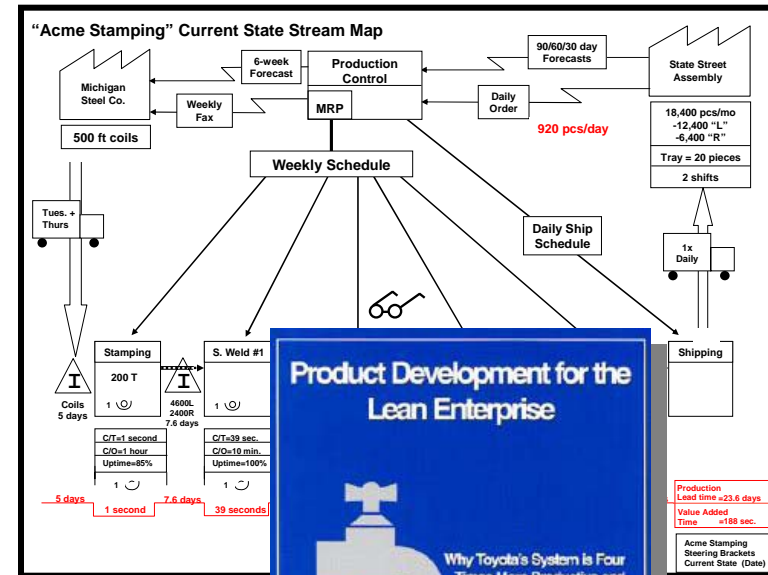 “Acme Stamping” Current State Stream Map
Michigan
Steel Co.
6-week
Forecast
Production
Control
90/60/30 day
Forecasts
State Street
Assembly
Weekly
Fax
MRP
Daily
Order
500 ft coils
920 pcs/day
18,400 pcs/mo
-12,400 “L”
-6,400 “R”
Tray = 20 pieces
2 shifts
Weekly Schedule
Tues. +
Thurs
Daily Ship
Schedule
1x
Daily
I
Coils
5 days
Stamping
200 T
1
C/T=1 second
C/O=1 hour
Uptime=85%
1
I
4600L
2400R
7.6 days
S. Weld #1
1
C/T=39 sec.
C/O=10 min.
Uptime=100%
1
Shipping
5 days
1 second
7.6 days
39 seconds
Production
Lead time =23.6 days
Value Added
Time =188 sec.
Acme Stamping
Steering Brackets
Current State (Date)
Product Development for the
Lean Enterprise
Why Toyota's System is Four
Times More Productive and